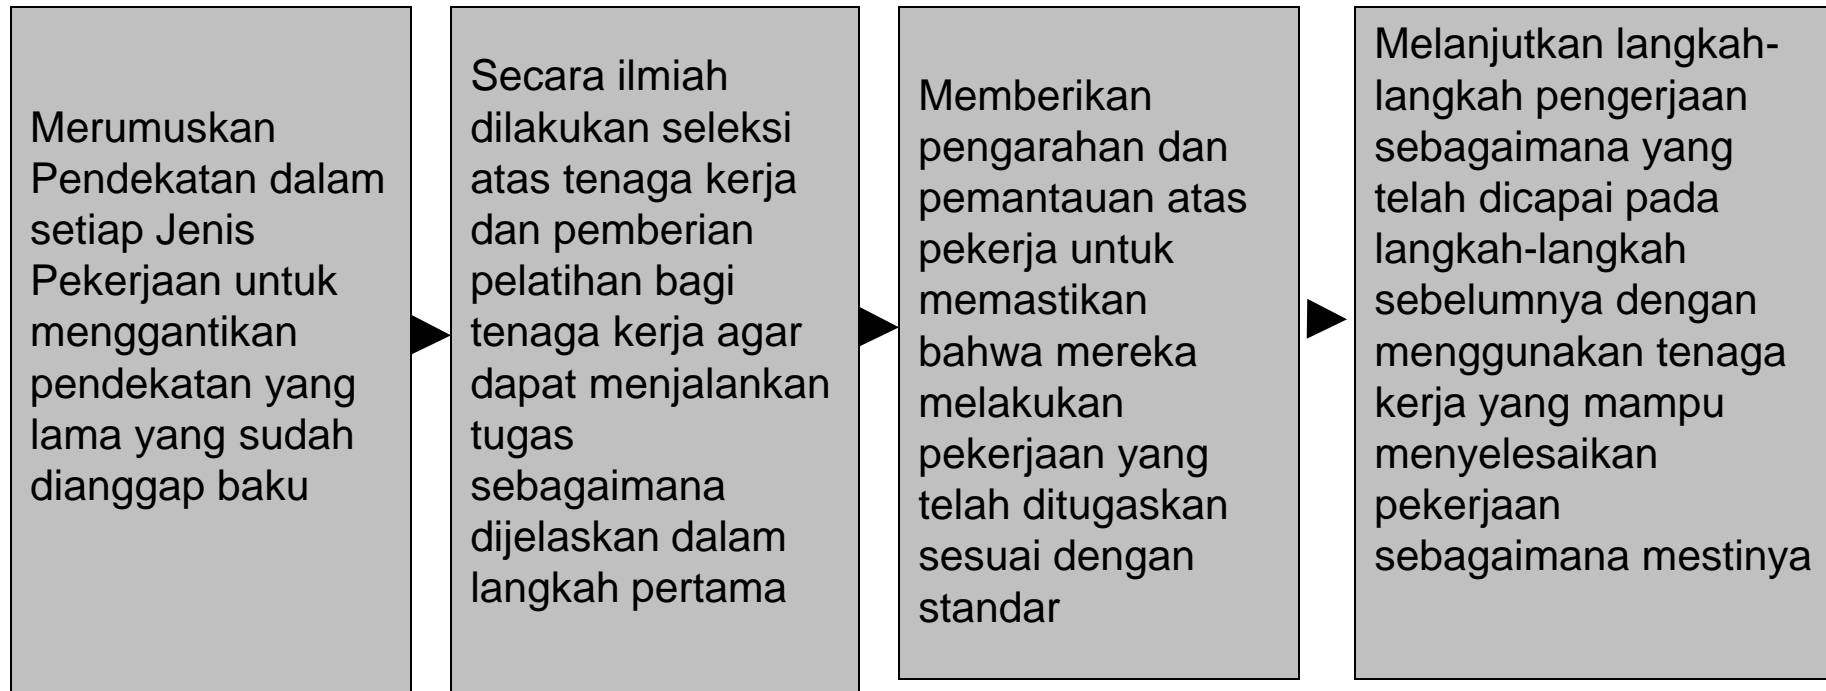 Merumuskan
Pendekatan dalam
setiap Jenis
Pekerjaan untuk
menggantikan
pendekatan yang
lama yang sudah
dianggap baku
Secara ilmiah
dilakukan seleksi
atas tenaga kerja
dan pemberian
pelatihan bagi
tenaga kerja agar
dapat menjalankan
tugas
sebagaimana
dijelaskan dalam
langkah pertama
Memberikan
pengarahan dan
pemantauan atas
pekerja untuk
memastikan
bahwa mereka
melakukan
pekerjaan yang
telah ditugaskan
sesuai dengan
standar
Melanjutkan langkah-
langkah pengerjaan
sebagaimana yang
telah dicapai pada
langkah-langkah
sebelumnya dengan
menggunakan tenaga
kerja yang mampu
menyelesaikan
pekerjaan
sebagaimana mestinya